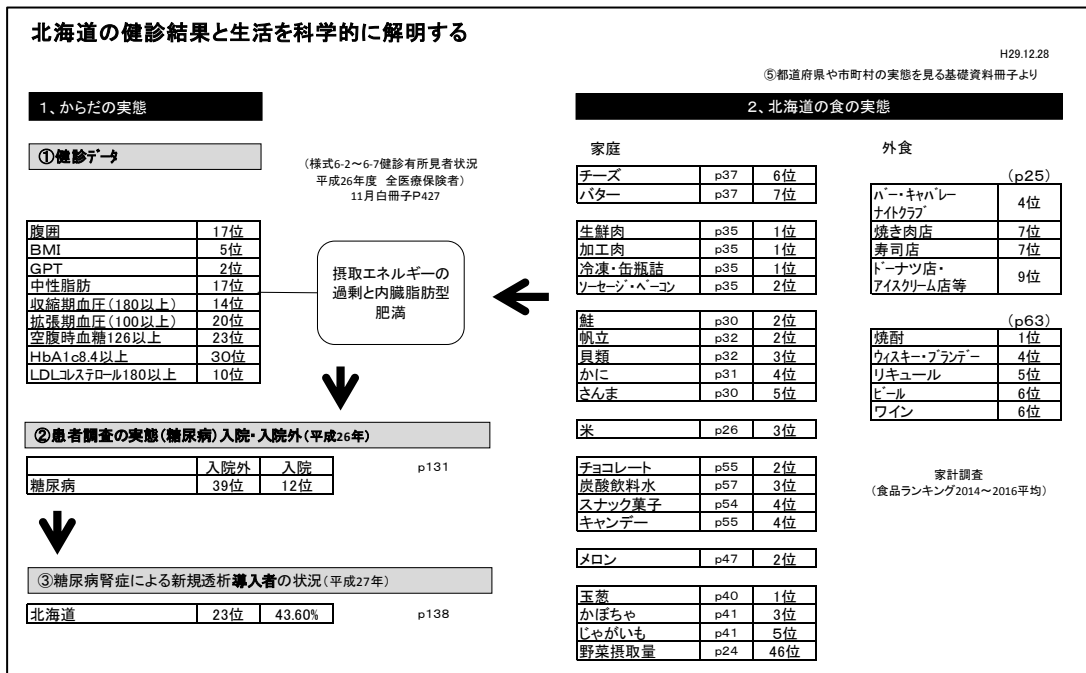 北海道の健診結果と生活を科学的に解明する
H29.12.28
⑤都道府県や市町村の実態を見る基礎資料冊子より
1、からだの実態
①健診データ
(様式6-2～6-7健診有所見者状況
平成26年度 全医療保険者)
11月白冊子P427
腹囲 17位
BMI 5位
GPT 2位
中性脂肪 17位
収縮期血圧(180以上) 14位
拡張期血圧(100以上) 20位
空腹時血糖126以上 23位
HbA1c8.4以上 30位
LDLコレステロール180以上 10位
摂取エネルギーの
過剰と内臓脂肪型
肥満
②患者調査の実態(糖尿病)入院・入院外(平成26年)
入院外 入院
糖尿病 39位 12位
p131
③糖尿病腎症による新規透析導入者の状況(平成27年)
北海道 23位 43.60%
p138
2、北海道の食の実態
家庭
チーズ p37 6位
バター p37 7位
生鮮肉 p35 1位
加工肉 p35 1位
冷凍・缶瓶詰 p35 1位
ソーセージ・ベーコン p35 2位
鮭 p30 2位
帆立 p32 2位
貝類 p32 3位
かに p31 4位
さんま p30 5位
米 p26 3位
チョコレート p55 2位
炭酸飲料水 p57 3位
スナック菓子 p54 4位
キャンデー p55 4位
メロン p47 2位
玉葱 p40 1位
かぼちゃ p41 3位
じゃがいも p41 5位
野菜摂取量 p24 46位
外食
(p25)
バー・キャバレー
ナイトクラブ 4位
焼き肉店 7位
寿司店 7位
ドーナツ店・
アイスクリーム店等 9位
(p63)
焼酎 1位
ウィスキー・ブランデー 4位
リキュール 5位
ビール 6位
ワイン 6位
家計調査
(食品ランキング2014～2016平均)